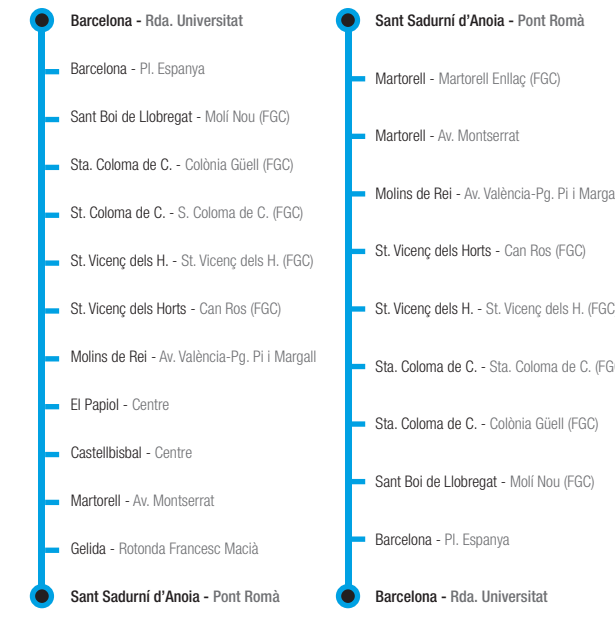 Barcelona - Rda. Universitat
Barcelona - Pl. Espanya
Sant Boi de Llobregat - Molí Nou (FGC)
Sta. Coloma de C. - Colònia Güell (FGC)
St. Coloma de C. - S. Coloma de C. (FGC)
St. Vicenç dels H. - St. Vicenç dels H. (FGC)
St. Vicenç dels Horts - Can Ros (FGC)
Molins de Rei - Av. València-Pg. Pi i Margall
El Papiol - Centre
Castellbisbal - Centre
Martorell - Av. Montserrat
Gelida - Rotonda Francesc Macià
Sant Sadurní d'Anoia - Pont Romà
Sant Sadurní d'Anoia - Pont Romà
Martorell - Martorell Enllaç (FGC)
Martorell - Av. Montserrat
Molins de Rei - Av. València-Pg. Pi i Marga
St. Vicenç dels Horts - Can Ros (FGC)
St. Vicenç dels H. - St. Vicenç dels H. (FGC
Sta. Coloma de C. - Sta. Coloma de C. (FG
Sta. Coloma de C. - Colònia Güell (FGC)
Sant Boi de Llobregat - Molí Nou (FGC)
Barcelona - Pl. Espanya
Barcelona - Rda. Universitat